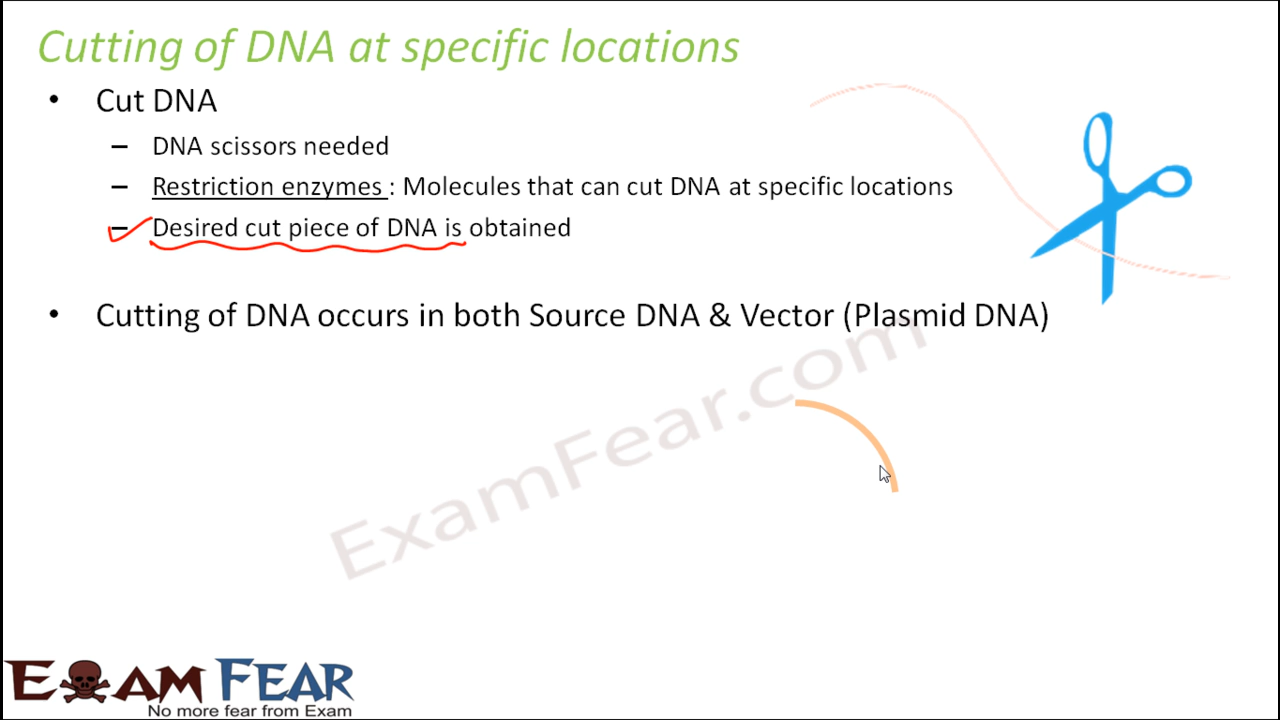 Cutting of DNA at specific locations
• Cut DNA
– DNA scissors needed
– Restriction enzymes : Molecules that can cut DNA at specific locations
– Desired cut piece of DNA is obtained
• Cutting of DNA occurs in both Source DNA & Vector (Plasmid DNA)
ExamFear.com
EXAM FEAR
No more fear from Exam